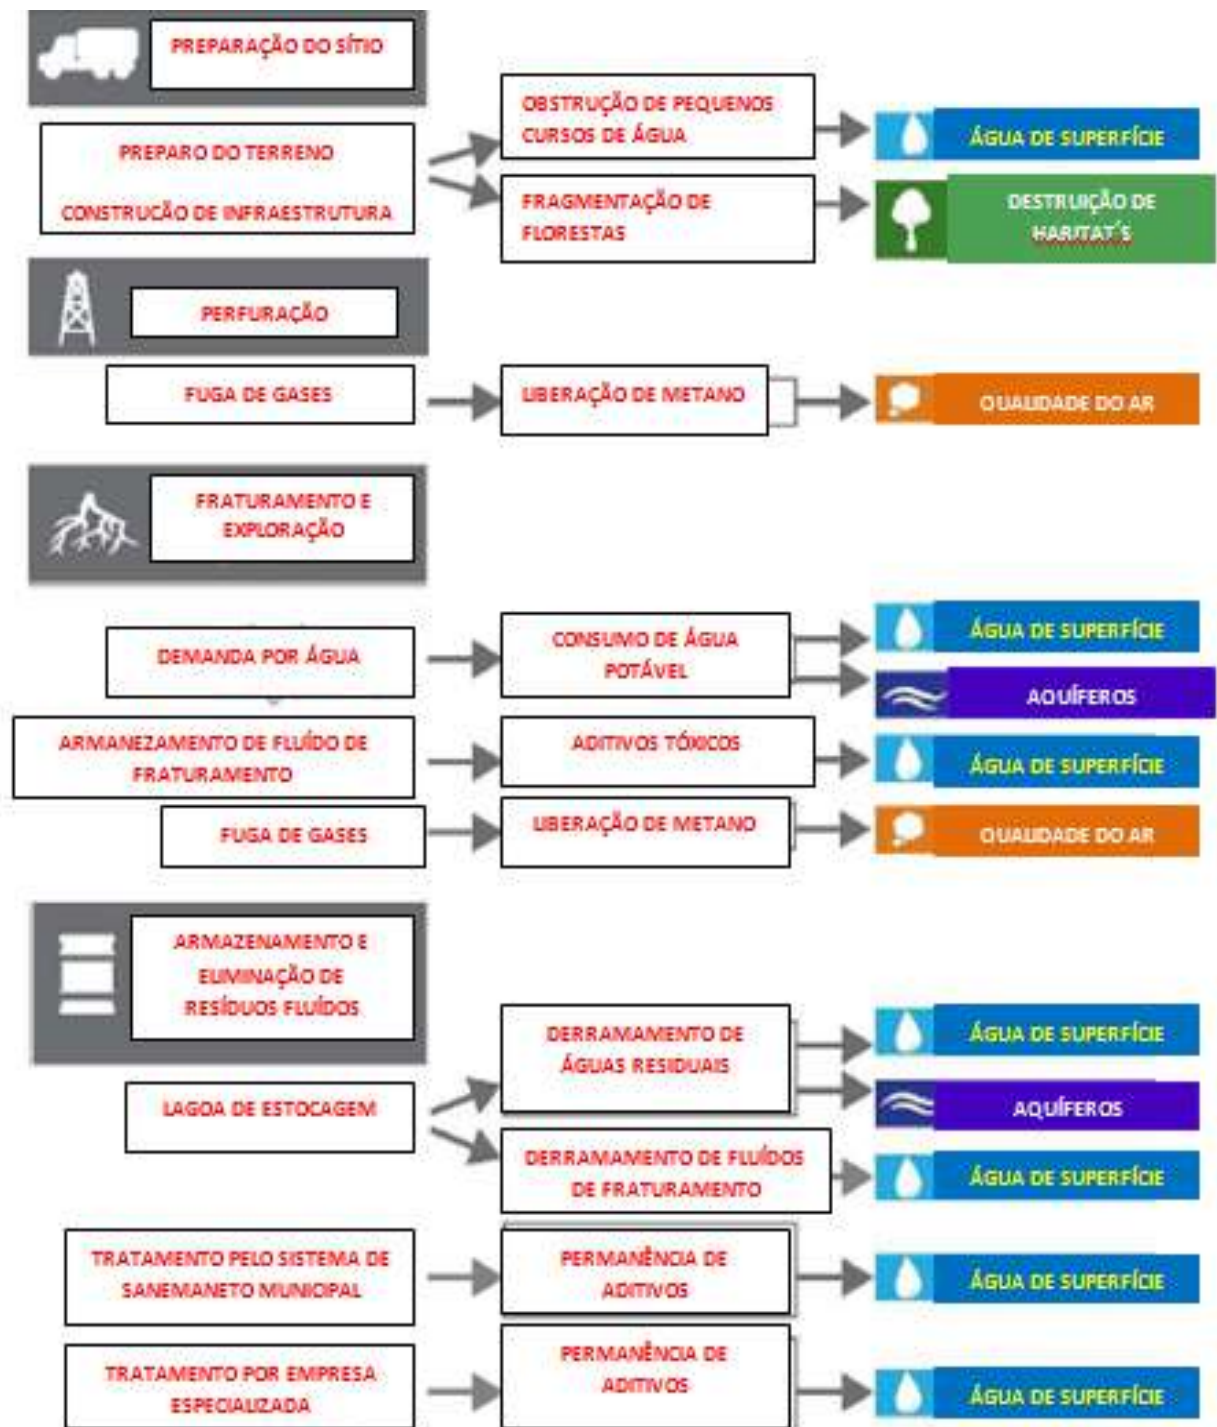 PREPARAÇÃO DO SÍTIO
OBSTRUÇÃO DE PEQUENOS
CURSOS DE ÁGUA
ÁGUA DE SUPERFÍCIE
PREPARO DO TERRENO
CONSTRUCÃO DE INFRAESTRUTURA
FRAGMENTAÇÃO DE
FLORESTAS
DESTRUIÇÃO DE
HABITAT´S
PERFURAÇÃO
FUGA DE GASES
LIBERAÇÃO DE METANO
QUALIDADE DO AR
FRATURAMENTO E
EXPLORAÇÃO
DEMANDA POR ÁGUA
CONSUMO DE ÁGUA
POTÁVEL
ÁGUA DE SUPERFÍCIE
AQUÍFEROS
ARMANEZAMENTO DE FLUÍDO DE
FRATURAMENTO
ADITIVOS TÓXICOS
ÁGUA DE SUPERFÍCIE
FUGA DE GASES
LIBERAÇÃO DE METANO
QUALIDADE DO AR
ARMAZENAMENTO E
ELIMINAÇÃO DE
RESÍDUOS FLUÍDOS
LAGOA DE ESTOCAGEM
DERRAMAMENTO DE
ÁGUAS RESIDUAIS
ÁGUA DE SUPERFÍCIE
AQUÍFEROS
DERRAMAMENTO DE FLUÍDOS
DE FRATURAMENTO
ÁGUA DE SUPERFÍCIE
TRATAMENTO PELO SISTEMA DE
SANEMANETO MUNICIPAL
PERMANÊNCIA DE
ADITIVOS
ÁGUA DE SUPERFÍCIE
TRATAMENTO POR EMPRESA
ESPECIALIZADA
PERMANÊNCIA DE
ADITIVOS
ÁGUA DE SUPERFÍCIE